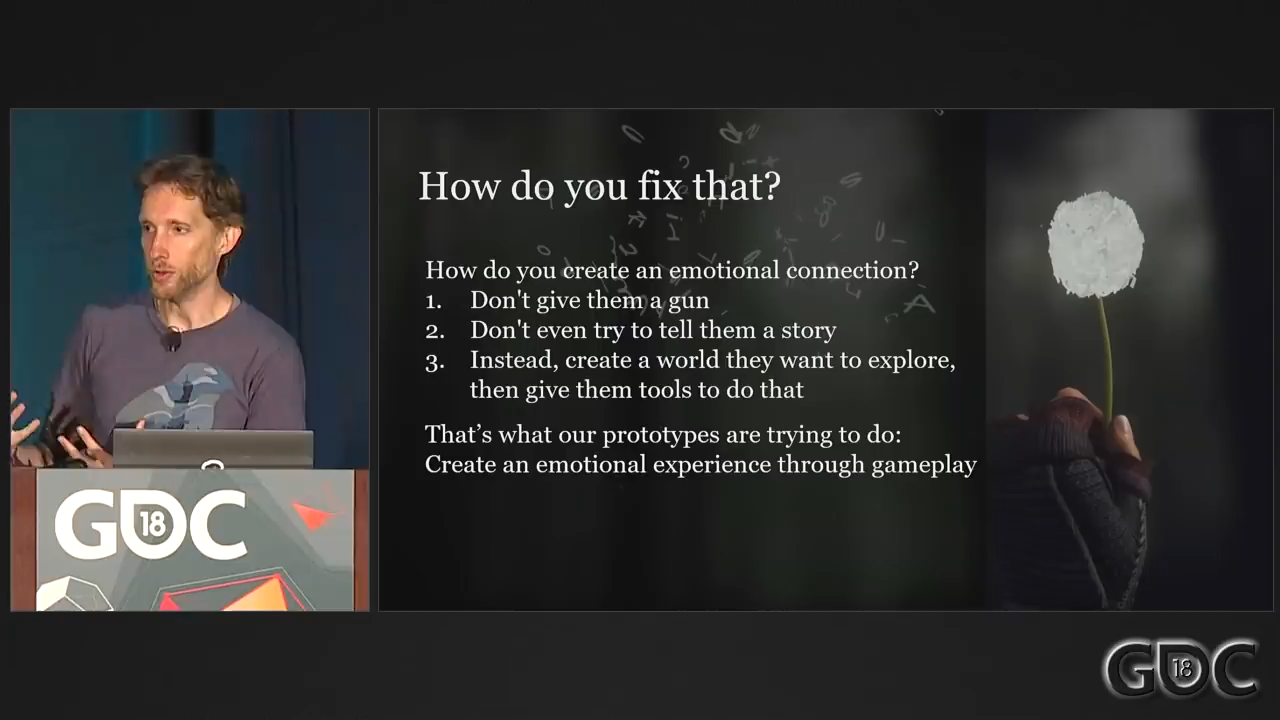 How do you fix that?
How do you create an emotional connection?
1. Don't give them a gun
2. Don't even try to tell them a story
3. Instead, create a world they want to explore,
then give them tools to do that
That’s what our prototypes are trying to do:
Create an emotional experience through gameplay
GDC
18
GDC
18